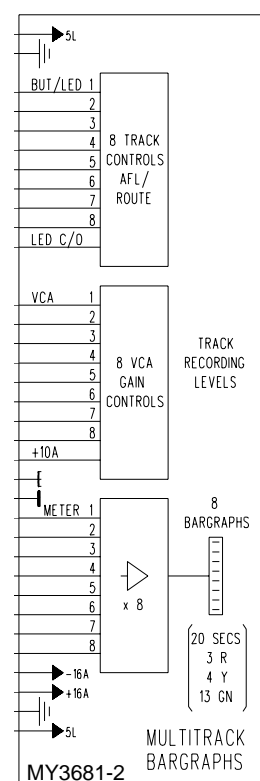 5L
BUT/LED 1
2
3
4
5
6
7
8
LED C/O
8 TRACK
CONTROLS
AFL/
ROUTE
VCA 1
2
3
4
5
6
7
8
+10A
8 VCA
GAIN
CONTROLS
TRACK
RECORDING
LEVELS
METER 1
2
3
4
5
6
7
8
x 8
8
BARGRAPHS
20 SECS
3 R
4 Y
13 GN
-16A
+16A
5L
MULTITRACK
BARGRAPHS
MY3681-2